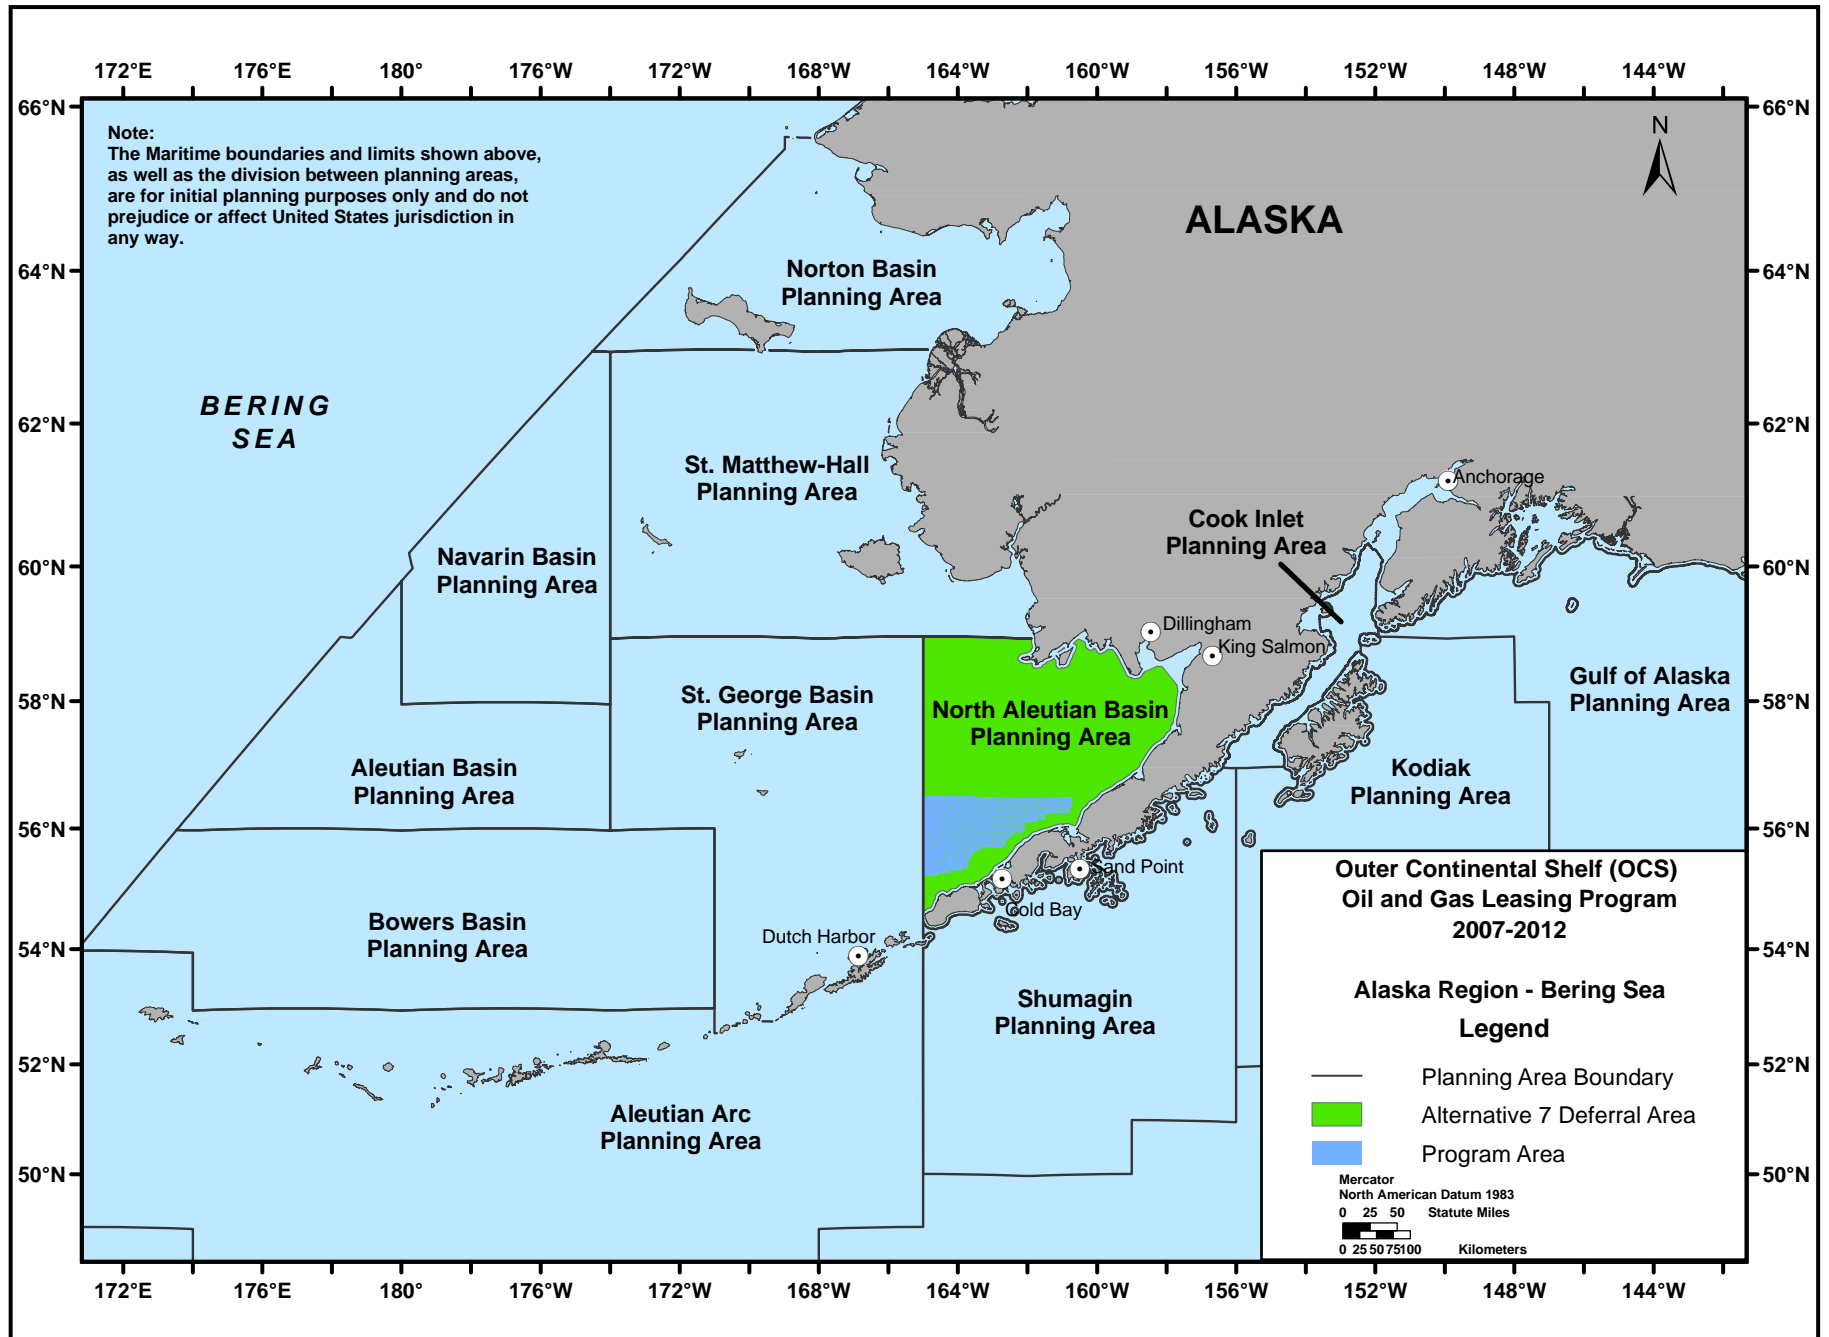 172°E 176°E 180° 176°W 172°W 168°W 164°W 160°W 156°W 152°W 148°W 144°W
66°N 66°N
Note:
The Maritime boundaries and limits shown above,
as well as the division between planning areas,
are for initial planning purposes only and do not
prejudice or affect United States jurisdiction in
any way.
N
ALASKA
64°N 64°N
Norton Basin
Planning Area
BERING
SEA
62°N 62°N
St. Matthew-Hall
Planning Area
Anchorage
Cook Inlet
Planning Area
Navarin Basin
Planning Area
60°N 60°N
Dillingham
King Salmon
Gulf of Alaska
Planning Area
St. George Basin
Planning Area
58°N 58°N
North Aleutian Basin
Planning Area
Aleutian Basin
Planning Area
Kodiak
Planning Area
56°N 56°N
Sand Point
Cold Bay
Bowers Basin
Planning Area
Dutch Harbor
54°N 54°N
Shumagin
Planning Area
52°N 52°N
Aleutian Arc
Planning Area
50°N 50°N
Outer Continental Shelf (OCS)
Oil and Gas Leasing Program
2007-2012
Alaska Region - Bering Sea
Legend
Planning Area Boundary
Alternative 7 Deferral Area
Program Area
Mercator
North American Datum 1983
0 25 50 Statute Miles
0 25 50 75 100 Kilometers
172°E 176°E 180° 176°W 172°W 168°W 164°W 160°W 156°W 152°W 148°W 144°W